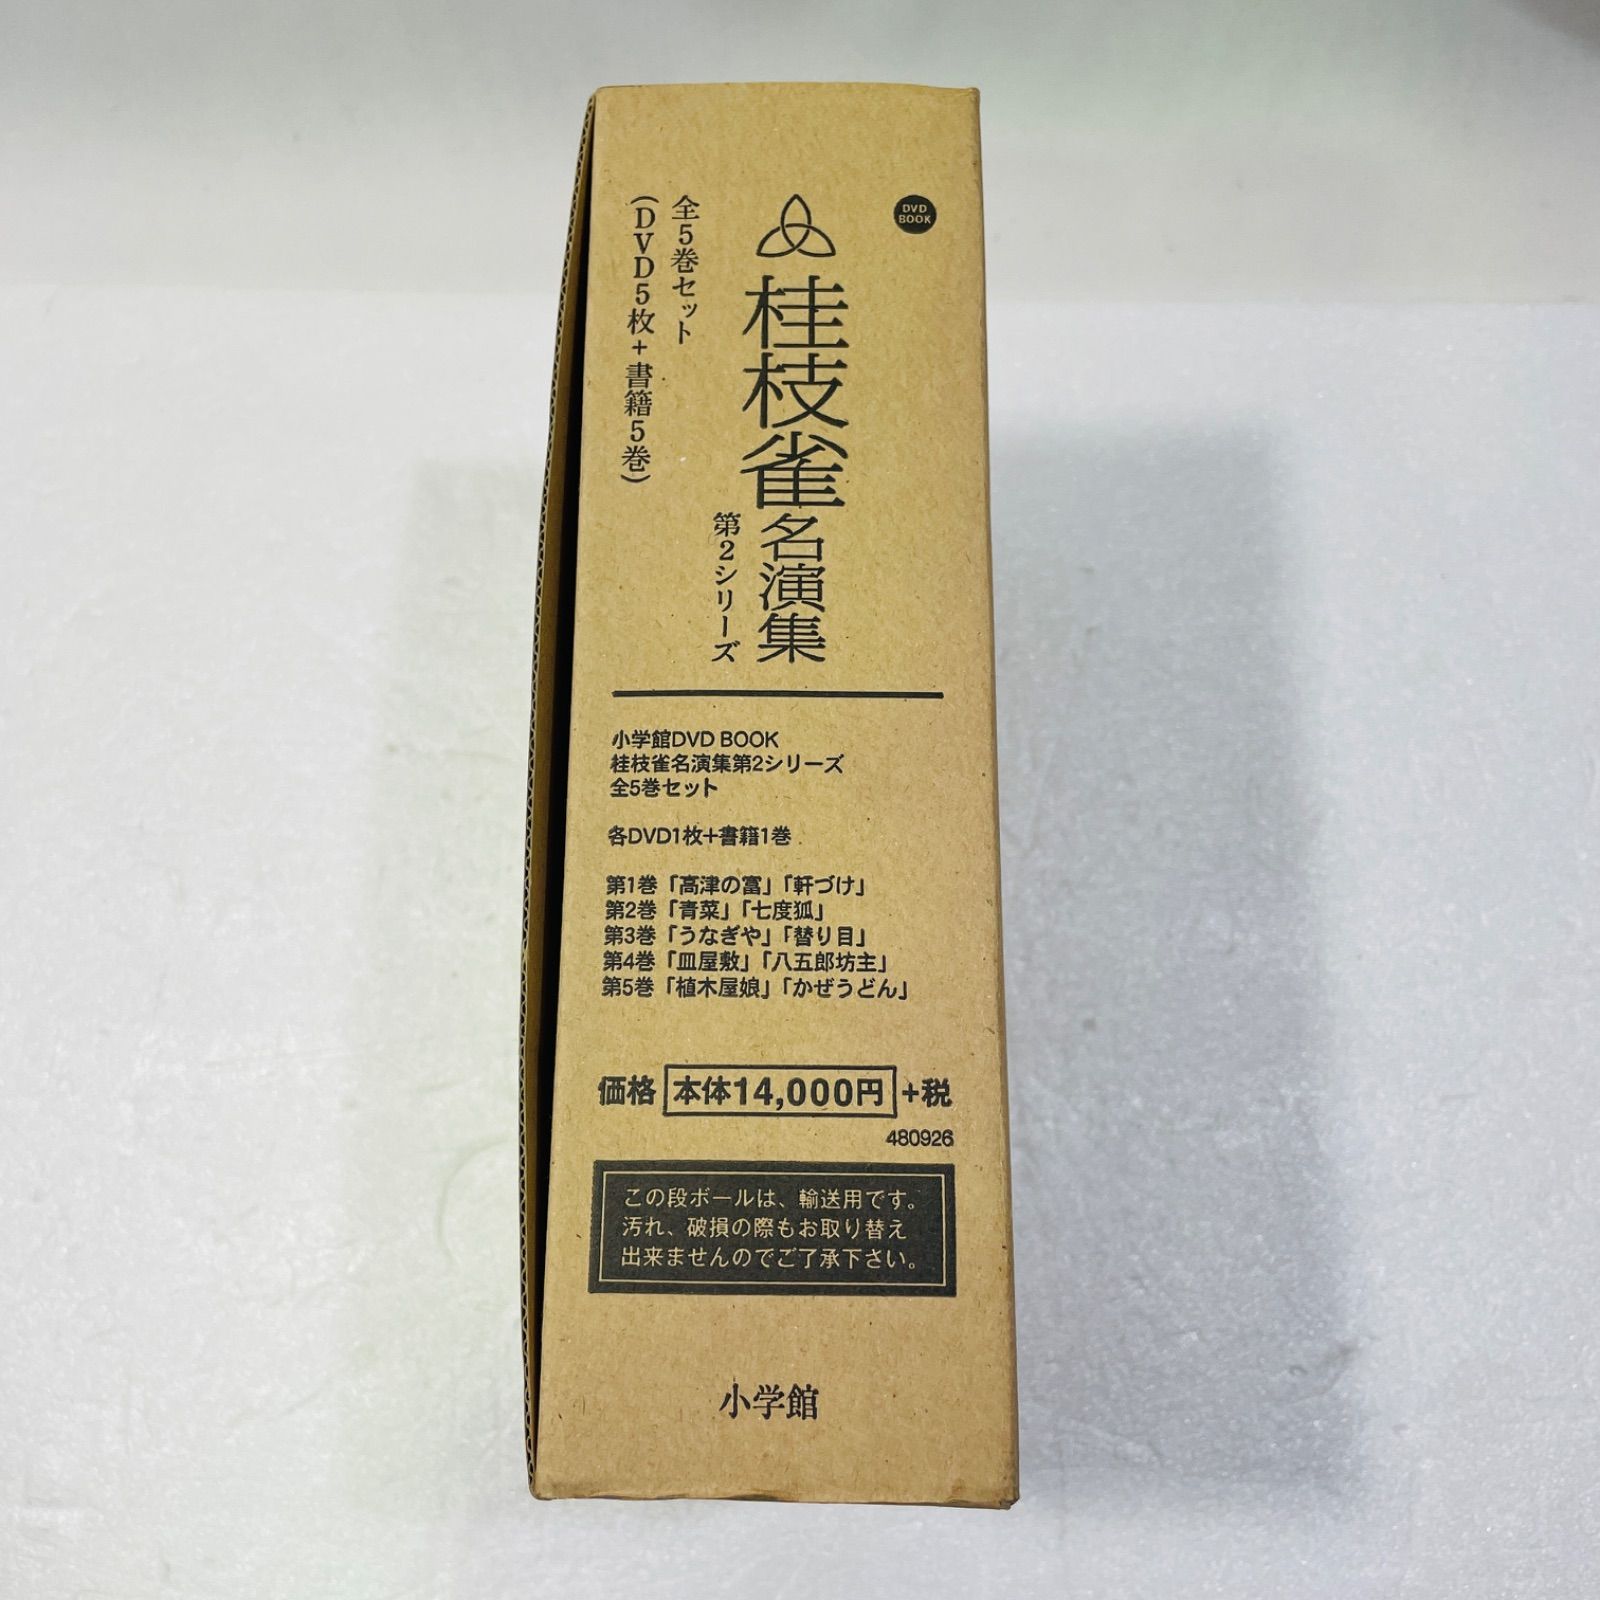 DVD
BOOK
桂枝雀名演集
第2シリーズ
全5巻セット
(DVD5枚+書籍5巻)
小学館DVD BOOK
桂枝雀名演集第2シリーズ
全5巻セット
各DVD1枚+書籍1巻
第1巻「高津の富」「軒づけ」
第2巻「青菜」「七度狐」
第3巻「うなぎや」「替り目」
第4巻「皿屋敷」「八五郎坊主」
第5巻「植木屋娘」「かぜうどん」
価格 本体14,000円 +税
480926
この段ボールは、輸送用です。
汚れ、破損の際もお取り替え
出来ませんのでご了承下さい。
小学館